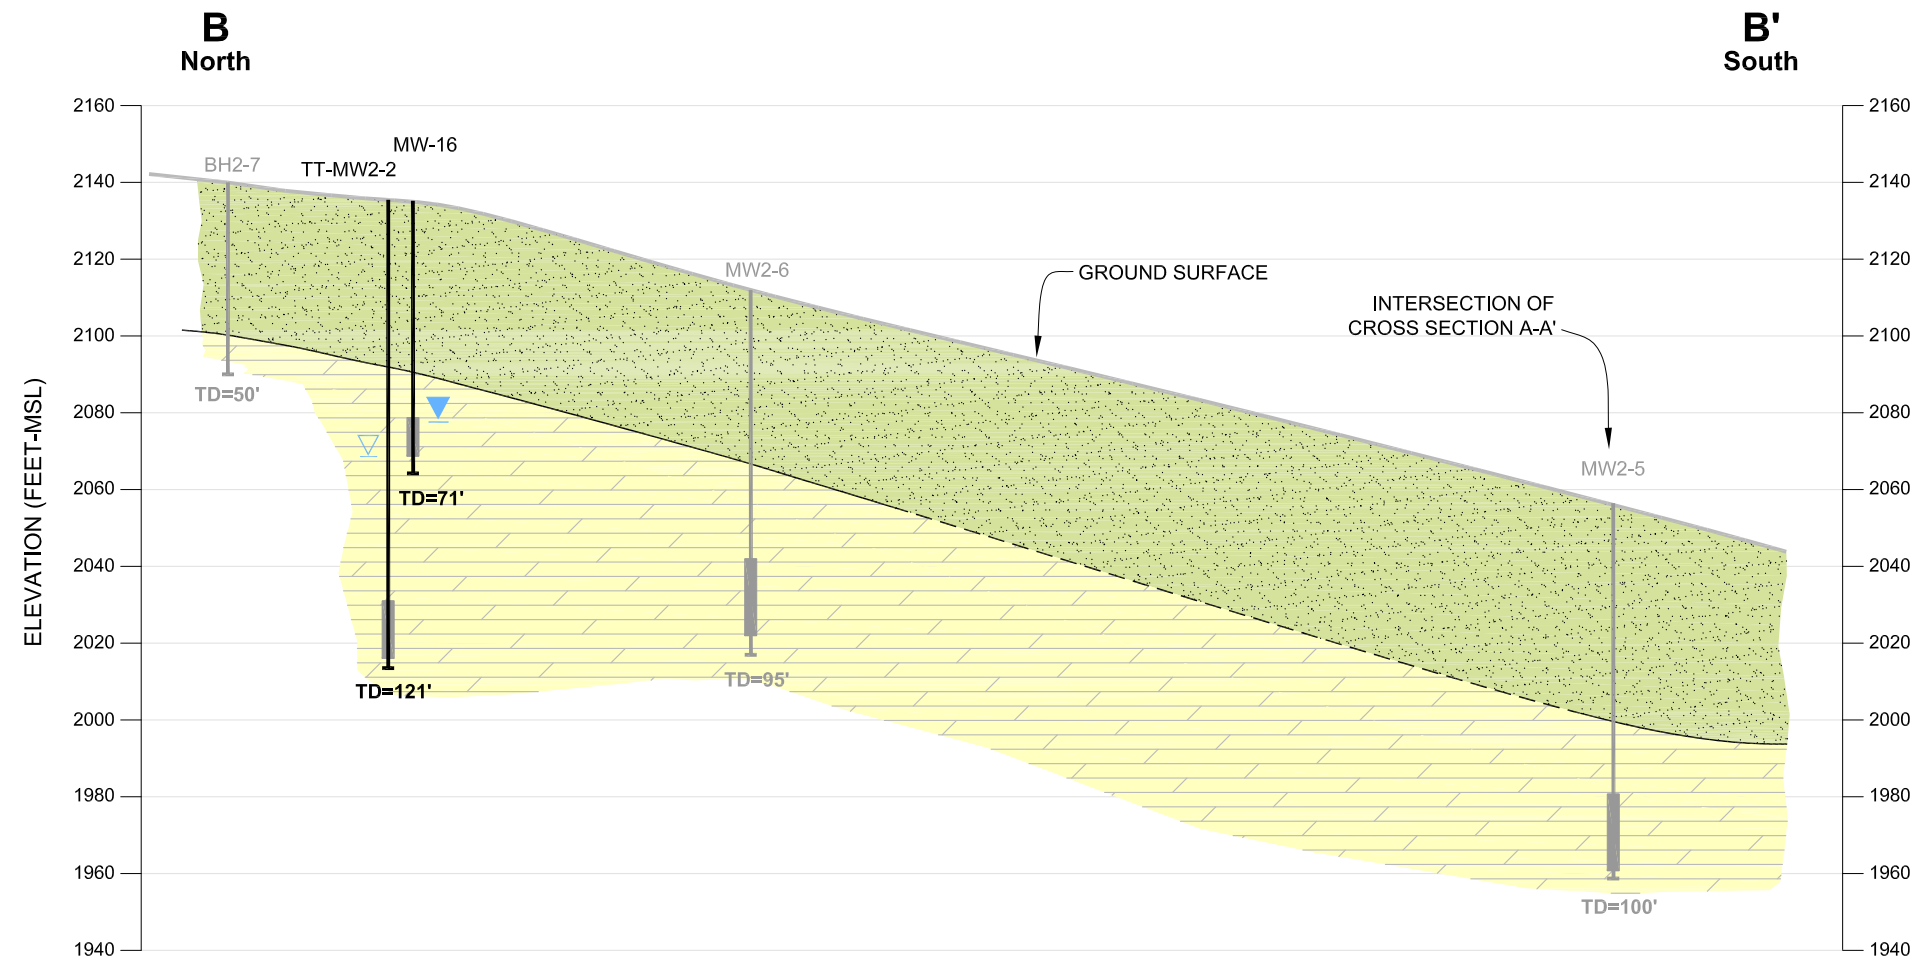 B
North
B'
South
2160
2160
MW-16
BH2-7
TT-MW2-2
2140
2140
2120
2120
MW2-6
GROUND SURFACE
INTERSECTION OF
CROSS SECTION A-A'
2100
2100
TD=50'
2080
2080
MW2-5
2060
2060
TD=71'
ELEVATION (FEET-MSL)
2040
2040
2020
2020
TD=95'
TD=121'
2000
2000
1980
1980
1960
1960
TD=100'
1940
1940